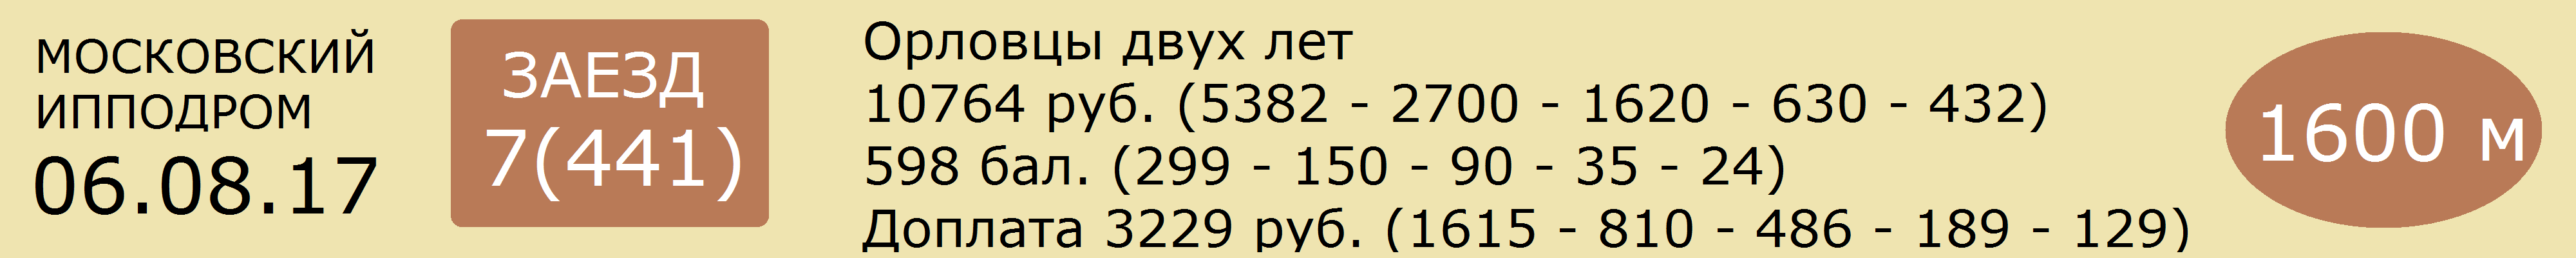 МОСКОВСКИЙ
ИППОДРОМ
06.08.17
ЗАЕЗД
7(441)
Орловцы двух лет
10764 руб. (5382 - 2700 - 1620 - 630 - 432)
598 бал. (299 - 150 - 90 - 35 - 24)
Доплата 3229 руб. (1615 - 810 - 486 - 189 - 129)
1600 м